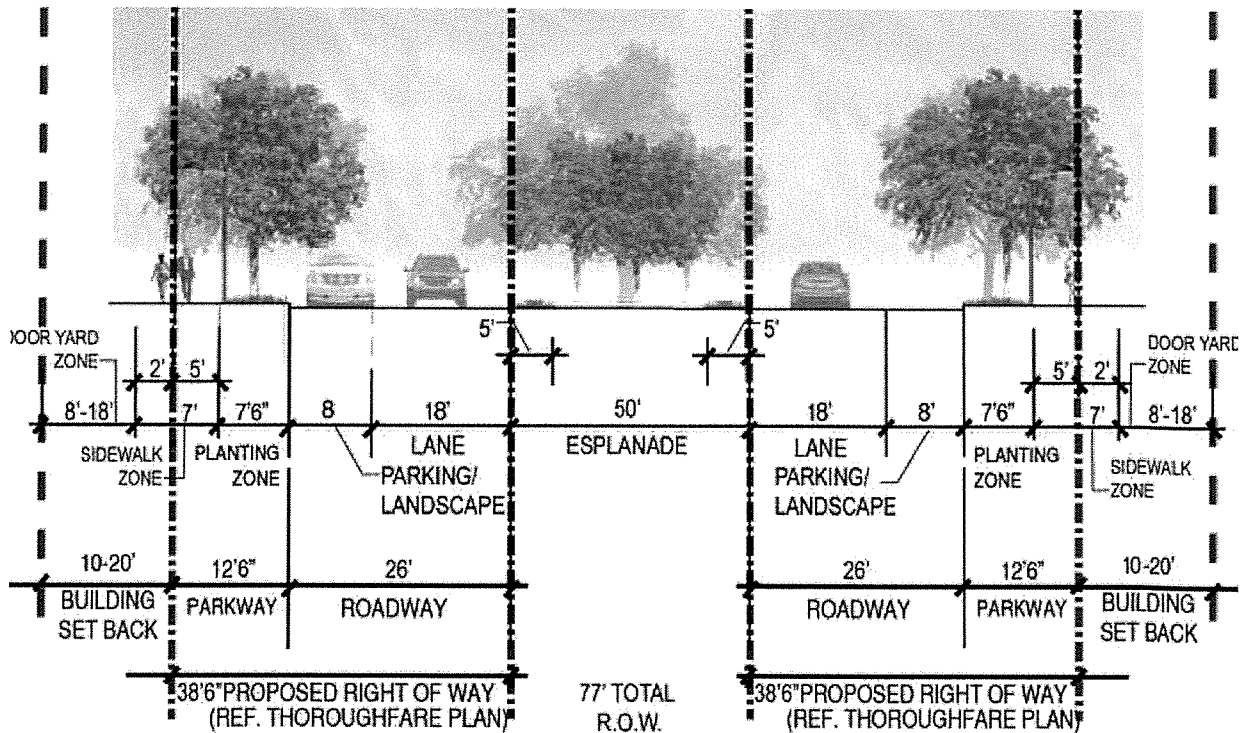 5' 5'
DOOR YARD
ZONE
DOOR YARD
ZONE
2' 5' 5' 2'
8'-18' 7' 7'6" 8 18' 50' 18' 8' 7'6" 7' 8'-18'
SIDEWALK
ZONE
PLANTING
ZONE
LANE
PARKING/
LANDSCAPE
ESPLANADE
LANE
PARKING/
LANDSCAPE
PLANTING
ZONE
SIDEWALK
ZONE
10-20' 12'6" 26' 26' 12'6" 10-20'
BUILDING
SET BACK
PARKWAY
ROADWAY
ROADWAY
PARKWAY
BUILDING
SET BACK
38'6"PROPOSED RIGHT OF WAY
(REF. THOROUGHFARE PLAN)
77' TOTAL
R.O.W.
38'6"PROPOSED RIGHT OF WAY
(REF. THOROUGHFARE PLAN)